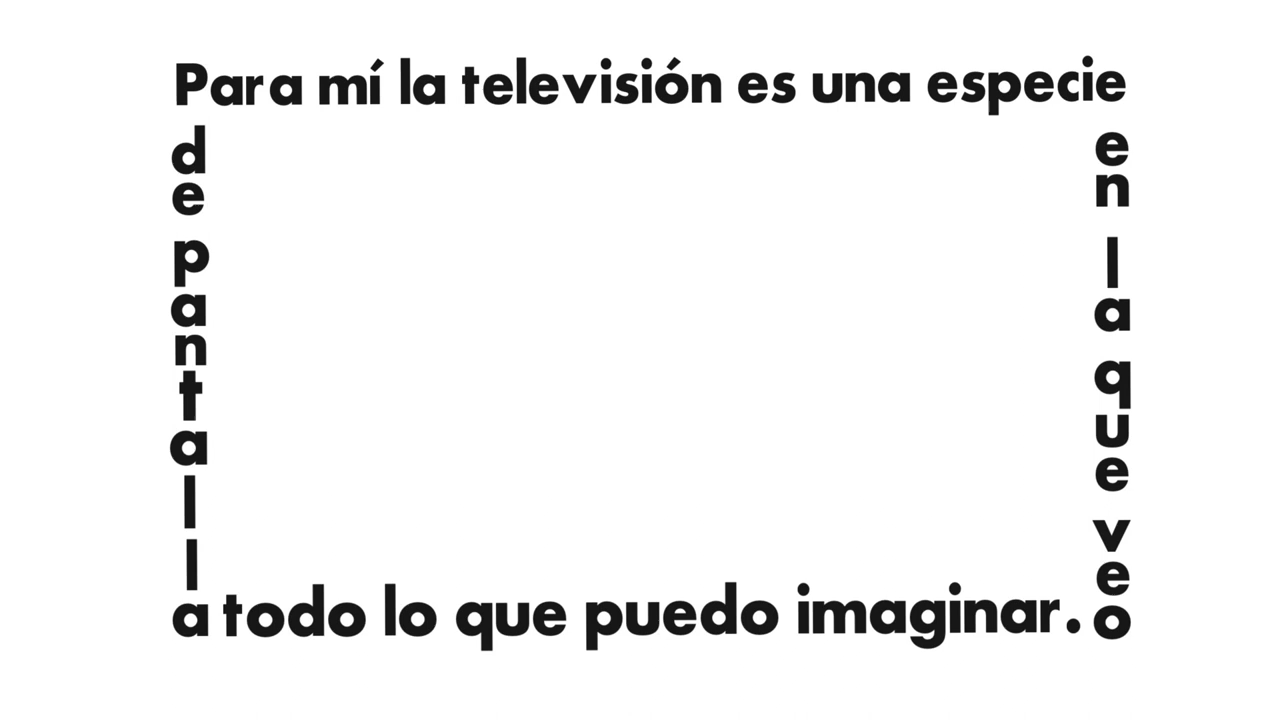 Para mí la televisión es una especie
de pantalla
en la que veo
todo lo que puedo imaginar.